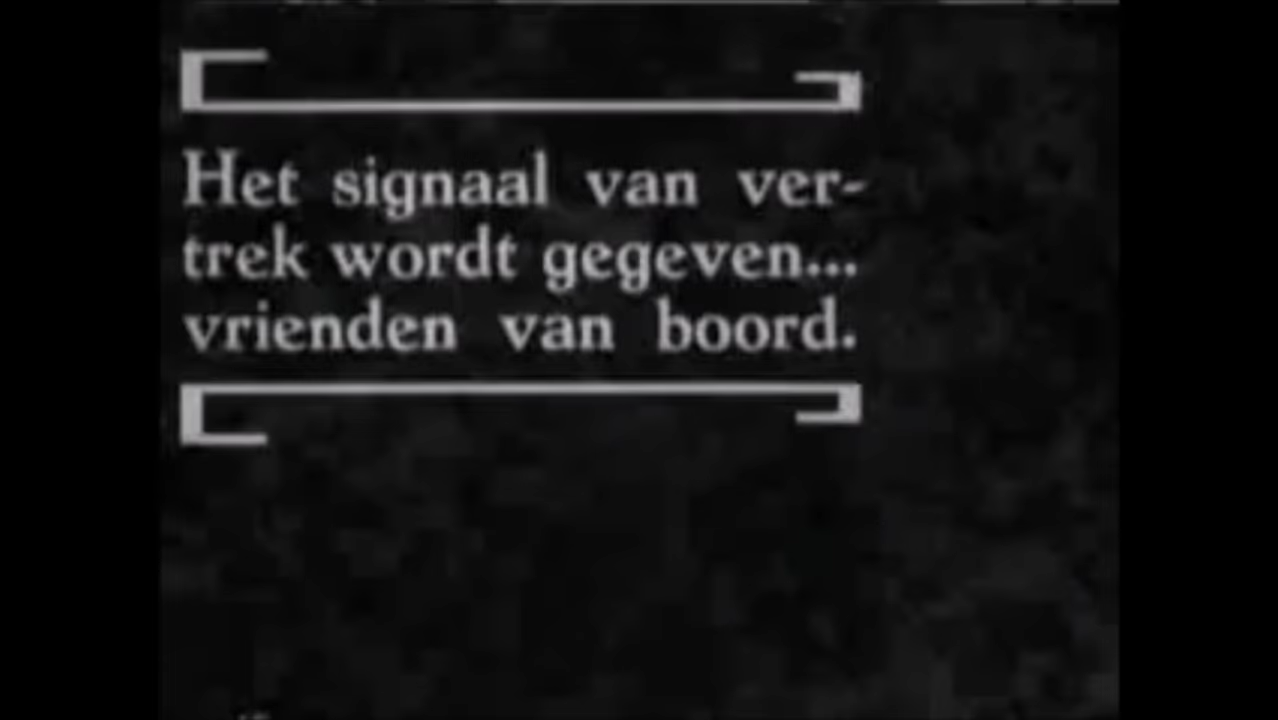 Het signaal van ver-
trek wordt gegeven...
vrienden van boord.